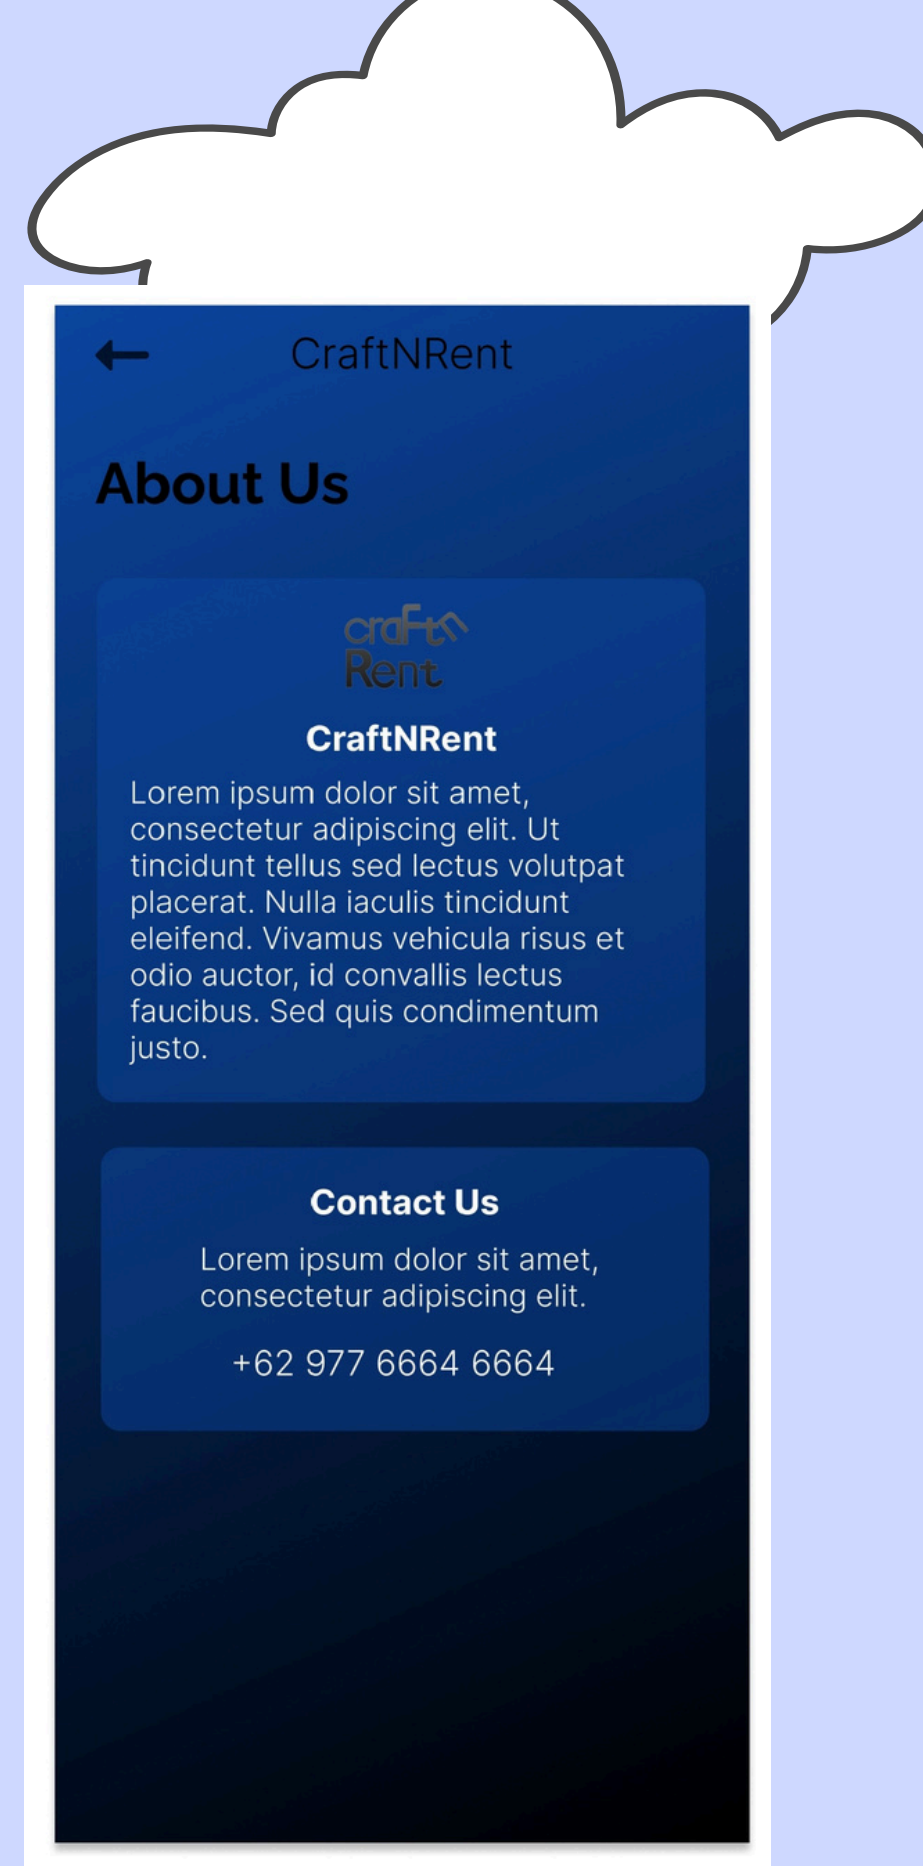 CraftNRent
About Us
craftn
Rent
CraftNRent
Lorem ipsum dolor sit amet,
consectetur adipiscing elit. Ut
tincidunt tellus sed lectus volutpat
placerat. Nulla iaculis tincidunt
eleifend. Vivamus vehicula risus et
odio auctor, id convallis lectus
faucibus. Sed quis condimentum
justo.
Contact Us
Lorem ipsum dolor sit amet,
consectetur adipiscing elit.
+62 977 6664 6664